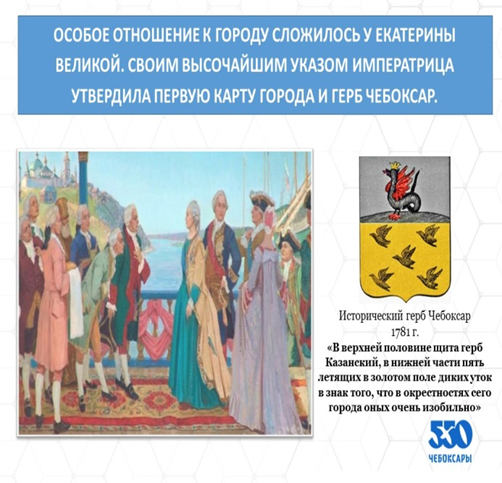 ОСОБОЕ ОТНОШЕНИЕ К ГОРОДУ СЛОЖИЛОСЬ У ЕКАТЕРИНЫ
ВЕЛИКОЙ. СВОИМ ВЫСОЧАЙШИМ УКАЗОМ ИМПЕРАТРИЦА
УТВЕРДИЛА ПЕРВУЮ КАРТУ ГОРОДА И ГЕРБ ЧЕБОКСАР.
Исторический герб Чебоксар
1781 г.
«В верхней половине щита герб
Казанский, в нижней части пять
летящих в золотом поле диких уток
в знак того, что в окрестностях сего
города оных очень изобильно»
550
ЧЕБОКСАРЫ